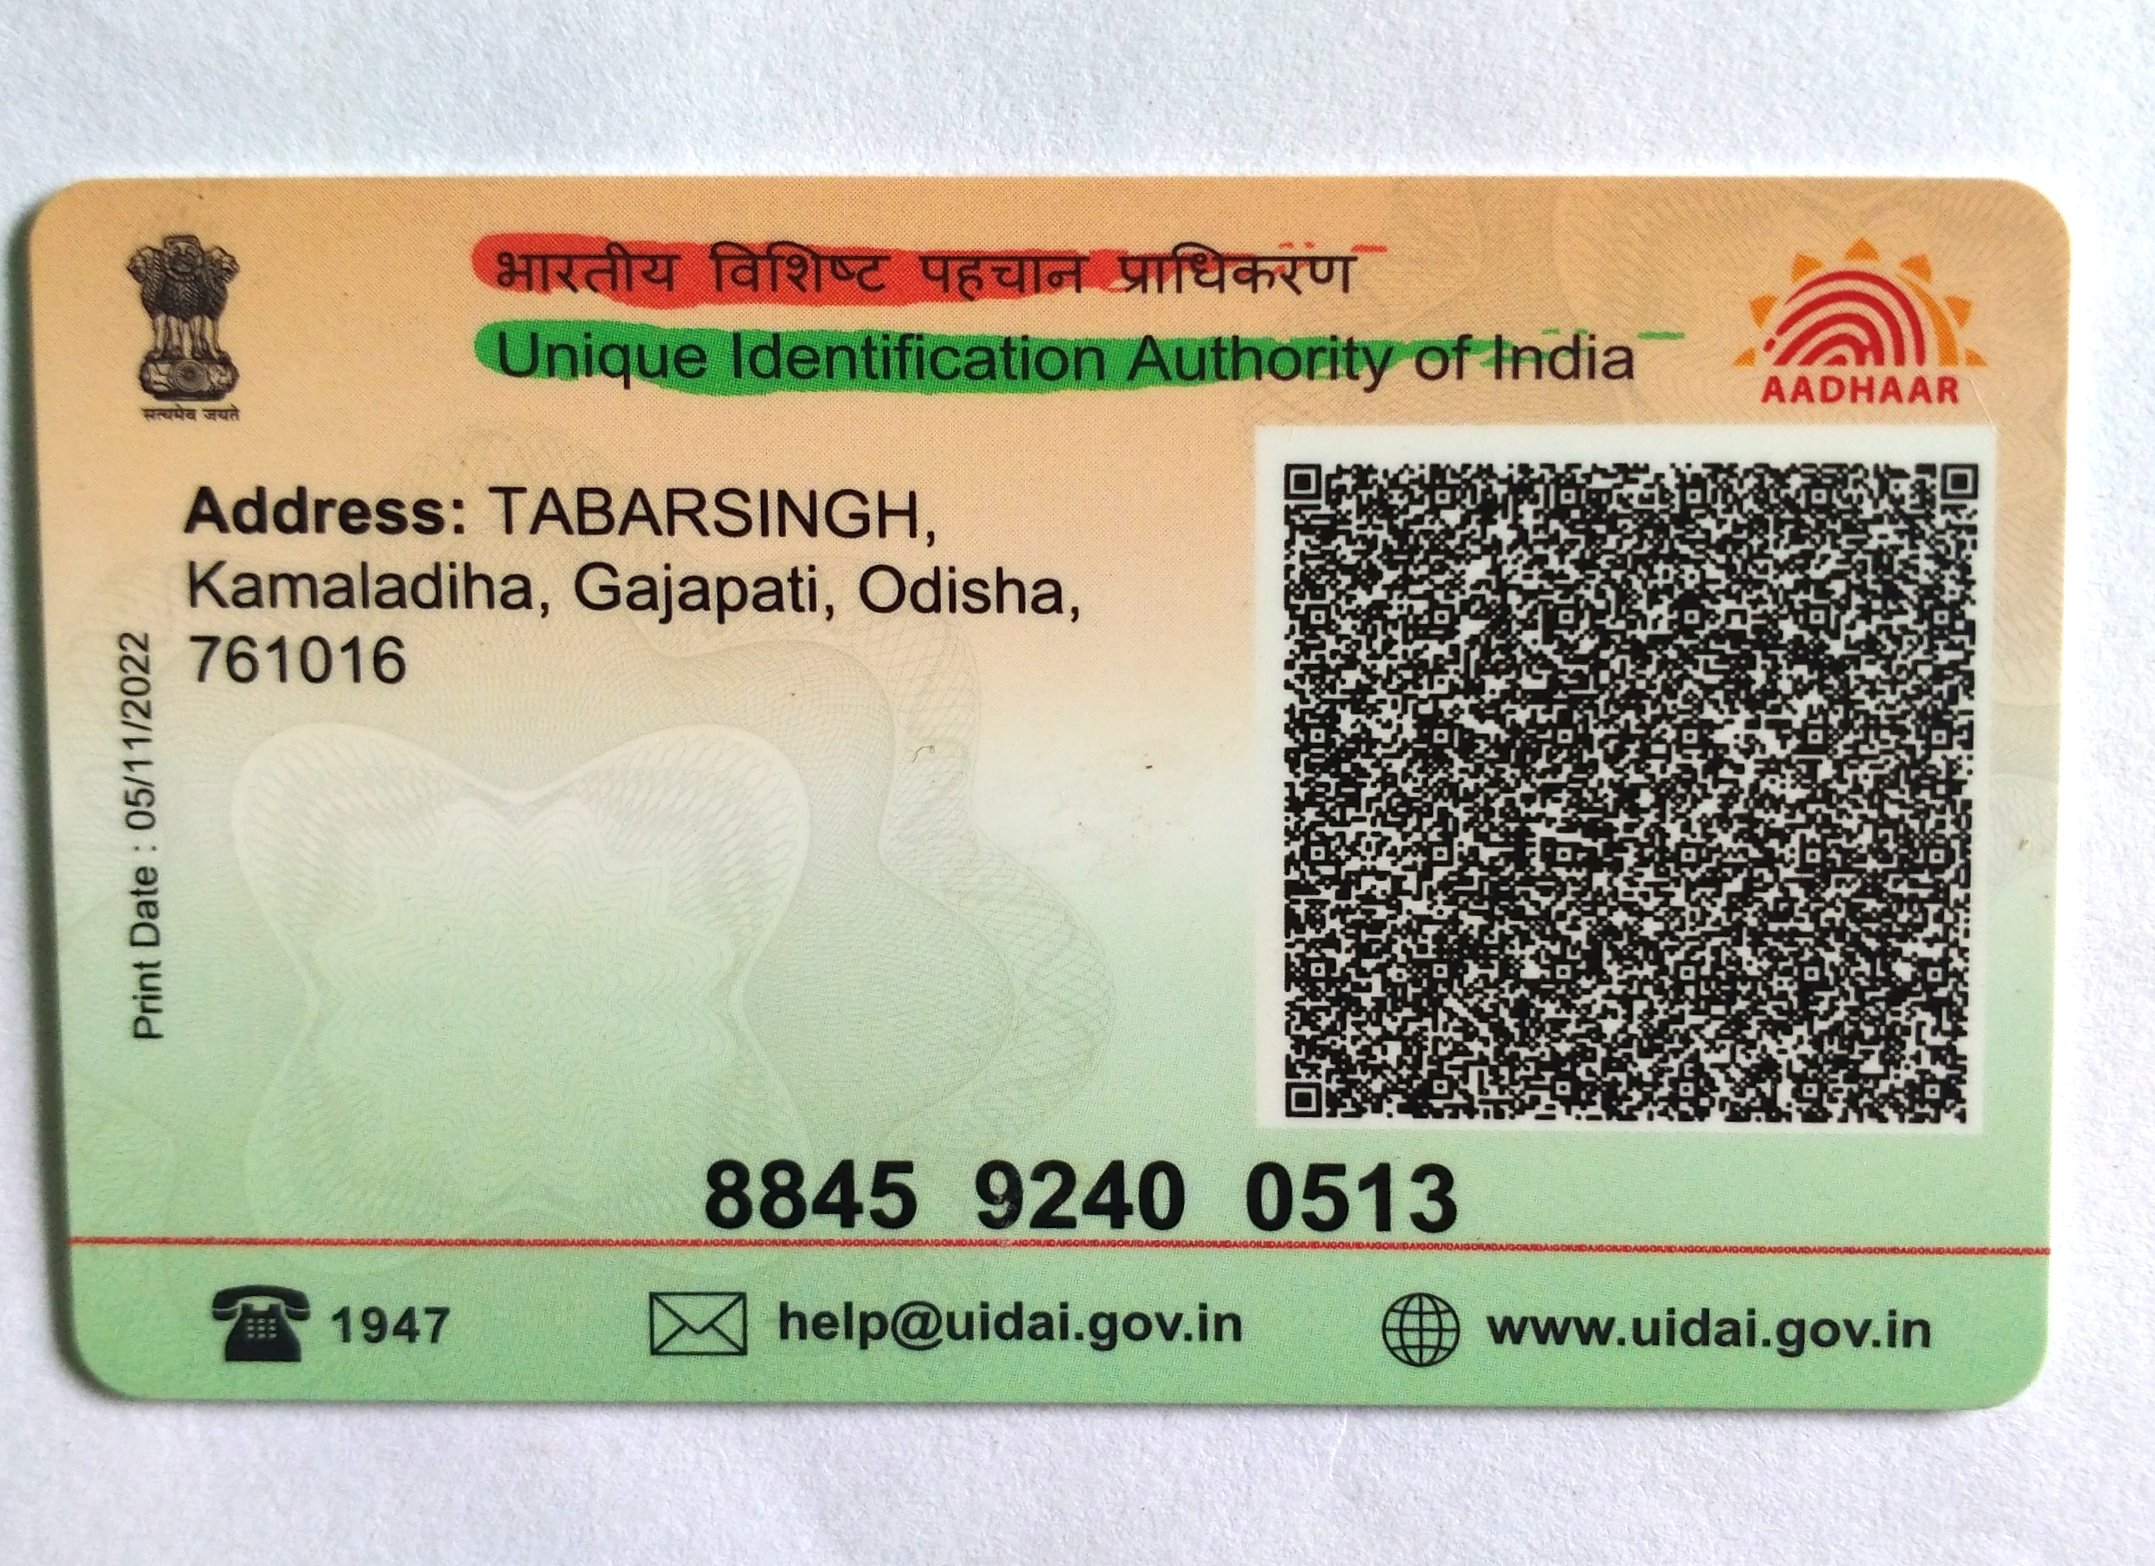 भारतीय विशिष्ट पहचान प्राधिकरण
Unique Identification Authority of India
सत्यमेव जयते
AADHAAR
Address: TABARSINGH,
Kamaladiha, Gajapati, Odisha,
761016
Print Date : 05/11/2022
8845 9240 0513
1947
help@uidai.gov.in
www.uidai.gov.in